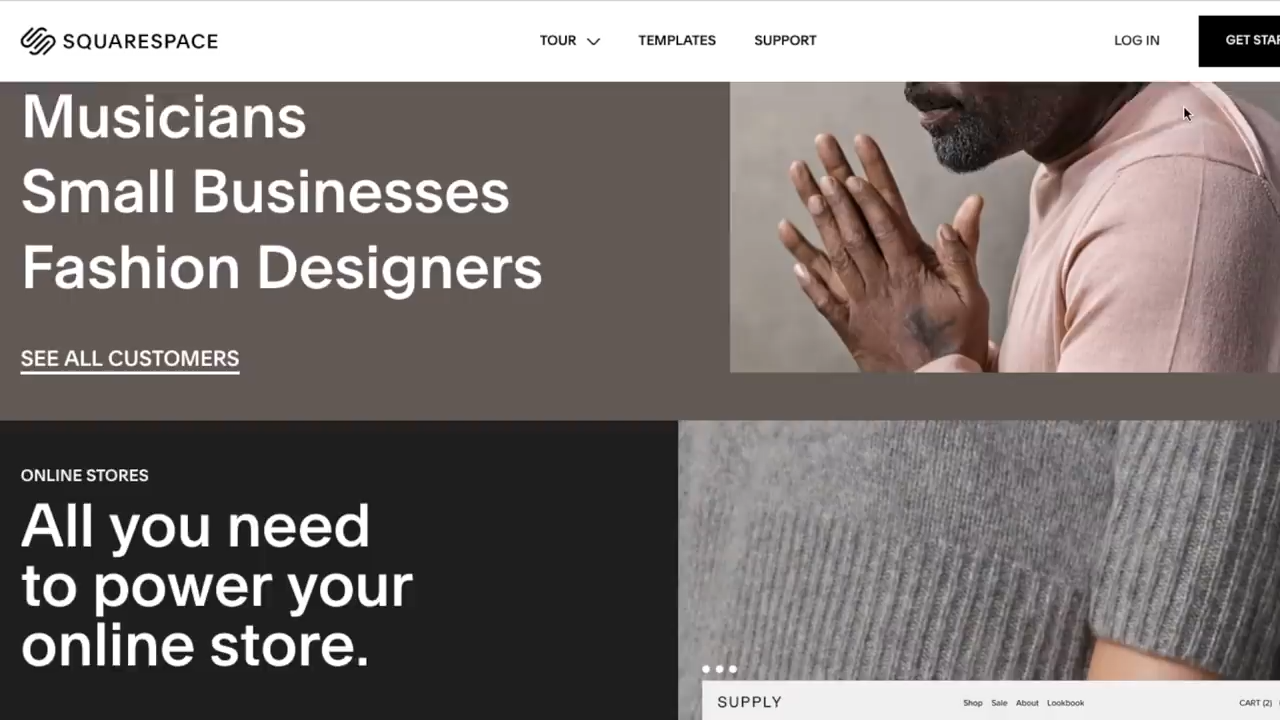 SQUARESPACE
TOUR
TEMPLATES
SUPPORT
LOG IN
GET STAR
Musicians
Small Businesses
Fashion Designers
SEE ALL CUSTOMERS
ONLINE STORES
All you need
to power your
online store.
SUPPLY
Shop Sale About Lookbook
CART (2)